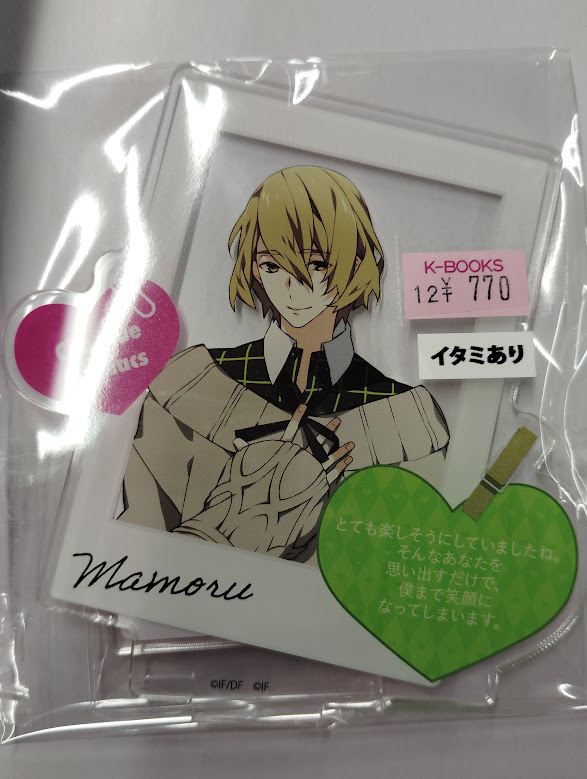 K-BOOKS
12¥ 770
イタミあり
とても楽しそうにしていましたね。
そんなあなたを
思い出すだけで、
僕まで笑顔に
なってしまいます。
Mamoru
©IF/DF ©IF